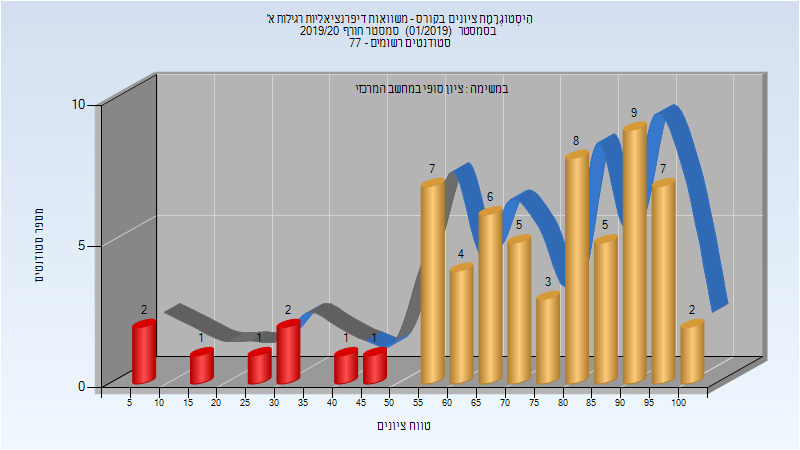 היסטוגרמת ציונים בקורס - משוואות דיפרנציאליות רגילות א'
בסמסטר (01/2019) סמסטר חורף 2019/20
סטודנטים רשומים - 77
במשימה : ציון סופי במחשב המרכזי
10
5
0
מספר סטודנטים
2 1 1 2 1 1 7 4 6 5 3 8 5 9 7 2
5 10 15 20 25 30 35 40 45 50 55 60 65 70 75 80 85 90 95 100
טווח ציונים